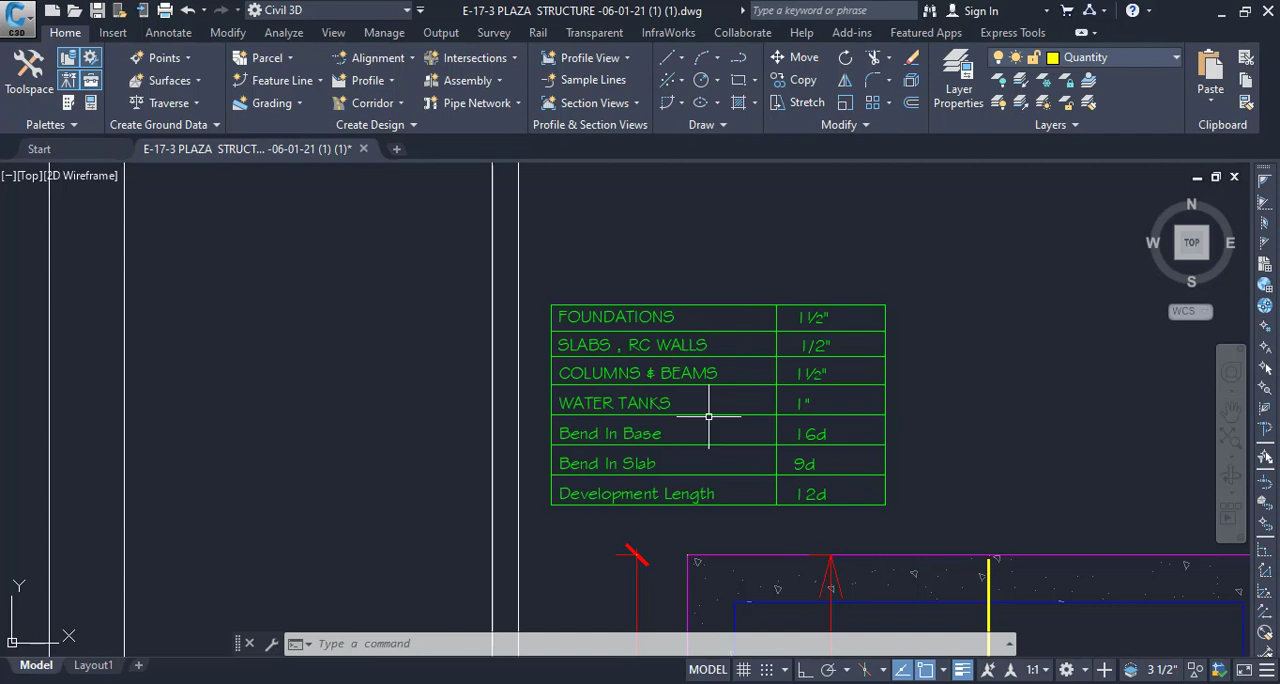 C3D
Civil 3D
E-17-3 PLAZA STRUCTURE -06-01-21 (1) (1).dwg
Type a keyword or phrase
Sign In
Home Insert Annotate Modify Analyze View Manage Output Survey Rail Transparent InfraWorks Collaborate Help Add-ins Featured Apps Express Tools
Points Parcel Alignment Intersections Profile View Move Quantity
Toolspace Surfaces Feature Line Profile Assembly Sample Lines Copy Layer Properties Paste
Traverse Grading Corridor Pipe Network Section Views Stretch
Palettes Create Ground Data Create Design Profile & Section Views Draw Modify Layers Clipboard
Start E-17-3 PLAZA STRUCT... -06-01-21 (1) (1)*
[−][Top][2D Wireframe]
N
W TOP E
S
WCS
FOUNDATIONS 1½"
SLABS , RC WALLS 1/2"
COLUMNS & BEAMS 1½"
WATER TANKS 1"
Bend In Base 16d
Bend In Slab 9d
Development Length 12d
Y
X
Type a command
Model Layout1 +
MODEL 1:1 3 1/2"